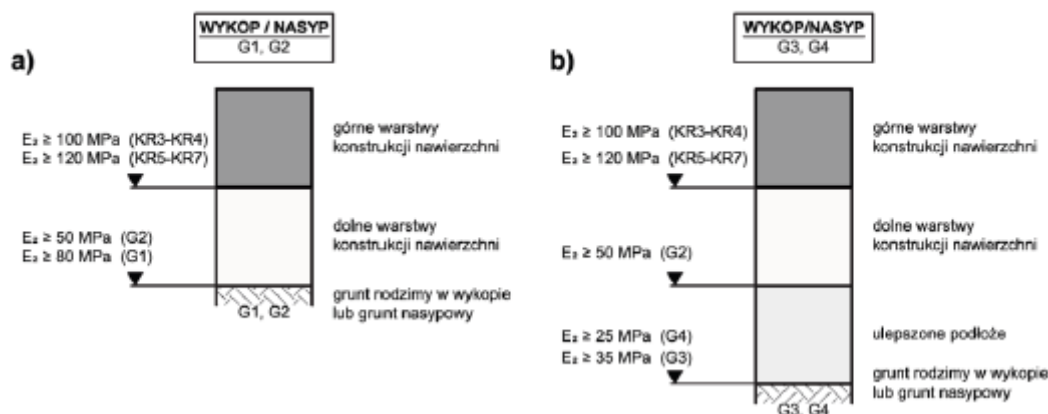 WYKOP / NASYP
G1, G2
a)
E₂ ≥ 100 MPa (KR3-KR4)
E₂ ≥ 120 MPa (KR5-KR7)
górne warstwy
konstrukcji nawierzchni
E₂ ≥ 50 MPa (G2)
E₂ ≥ 80 MPa (G1)
dolne warstwy
konstrukcji nawierzchni
grunt rodzimy w wykopie
lub grunt nasypowy
G1, G2
WYKOP/NASYP
G3, G4
b)
E₂ ≥ 100 MPa (KR3-KR4)
E₂ ≥ 120 MPa (KR5-KR7)
górne warstwy
konstrukcji nawierzchni
dolne warstwy
konstrukcji nawierzchni
E₂ ≥ 50 MPa (G2)
E₂ ≥ 25 MPa (G4)
E₂ ≥ 35 MPa (G3)
ulepszone podłoże
grunt rodzimy w wykopie
lub grunt nasypowy
G3, G4